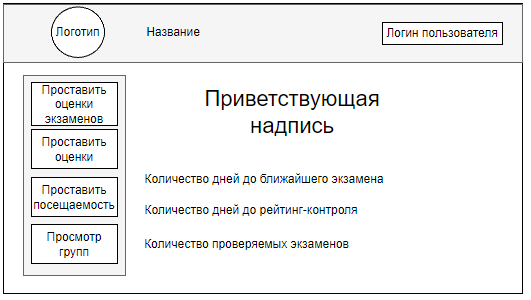 Логотип
Название
Логин пользователя
Проставить
оценки
экзаменов
Проставить
оценки
Проставить
посещаемость
Просмотр
групп
Приветствующая
надпись
Количество дней до ближайшего экзамена
Количество дней до рейтинг-контроля
Количество проверяемых экзаменов